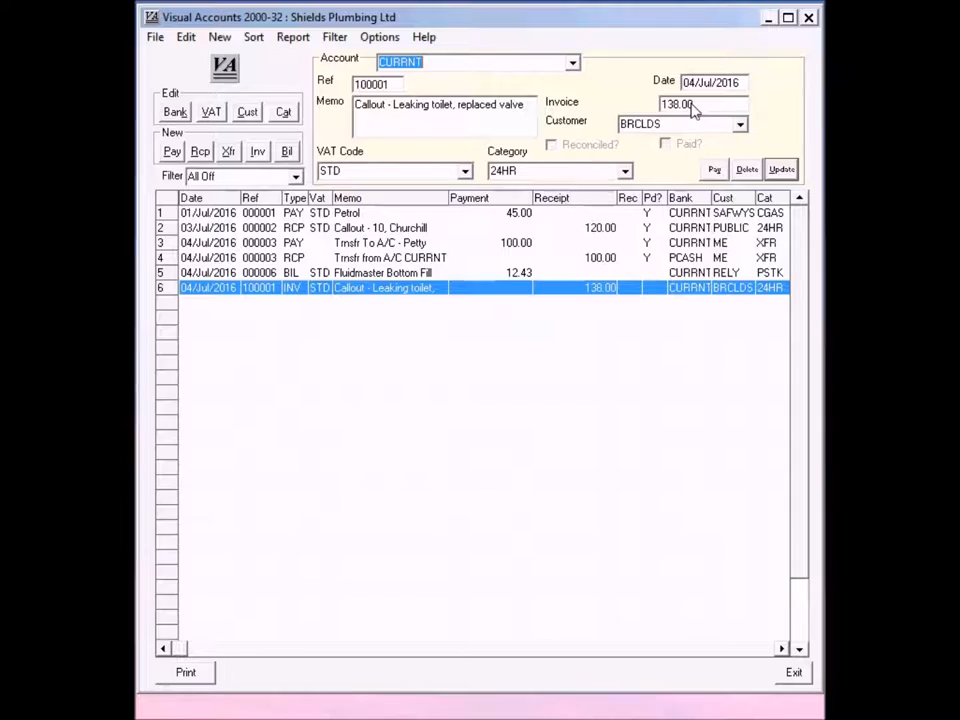 Visual Accounts 2000-32 : Shields Plumbing Ltd
File Edit New Sort Report Filter Options Help
VA
Account CURRNT
Ref 100001
Date 04/Jul/2016
Edit
Memo Callout - Leaking toilet, replaced valve
Invoice 138.00
Bank VAT Cust Cat
Customer BRCLDS
New
Reconciled? Paid?
Pay Rcp Xfr Inv Bil
VAT Code Category
Filter All Off
STD 24HR
Pay Delete Update
Date Ref Type Vat Memo Payment Receipt Rec Pd? Bank Cust Cat
1 01/Jul/2016 000001 PAY STD Petrol 45.00 Y CURRNT SAFWYS CGAS
2 03/Jul/2016 000002 RCP STD Callout - 10, Churchill 120.00 Y CURRNT PUBLIC 24HR
3 04/Jul/2016 000003 PAY Trnsfr To A/C - Petty 100.00 Y CURRNT ME XFR
4 04/Jul/2016 000003 RCP Trnsfr from A/C CURRNT 100.00 Y PCASH ME XFR
5 04/Jul/2016 000006 BIL STD Fluidmaster Bottom Fill 12.43 CURRNT RELY PSTK
6 04/Jul/2016 100001 INV STD Callout - Leaking toilet, 138.00 CURRNT BRCLDS 24HR
Print Exit